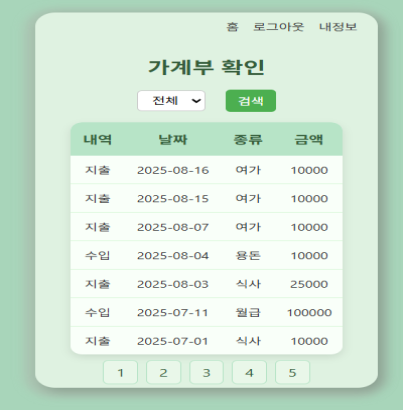 홈 로그아웃 내정보
가계부 확인
전체 검색
내역 날짜 종류 금액
지출 2025-08-16 여가 10000
지출 2025-08-15 여가 10000
지출 2025-08-07 여가 10000
수입 2025-08-04 용돈 10000
지출 2025-08-03 식사 25000
수입 2025-07-11 월급 100000
지출 2025-07-01 식사 10000
1 2 3 4 5